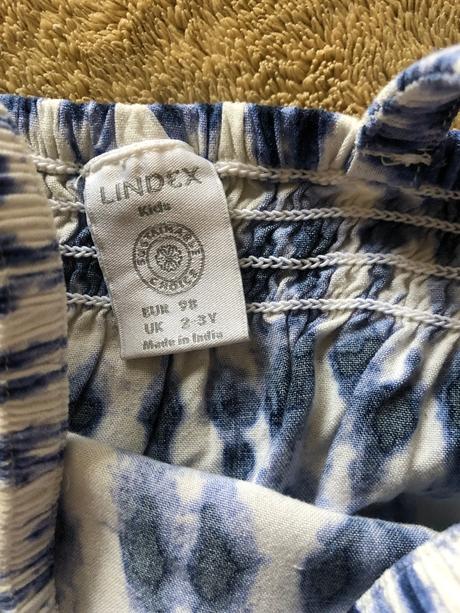 LINDEX
Kids
SUSTAINABLE CHOICE
EUR 98
UK 2-3Y
Made in India